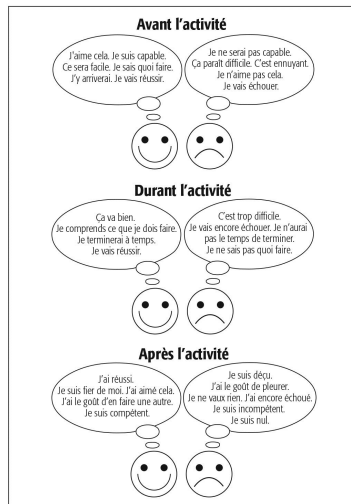 Avant l'activité
J'aime cela. Je suis capable.
Ce sera facile. Je sais quoi faire.
J'y arriverai. Je vais réussir.
Je ne serai pas capable.
Ça paraît difficile. C'est ennuyant.
Je n'aime pas cela.
Je vais échouer.
Durant l'activité
Ça va bien.
Je comprends ce que je dois faire.
Je terminerai à temps.
Je vais réussir.
C'est trop difficile.
Je vais encore échouer. Je n'aurai
pas le temps de terminer.
Je ne sais pas quoi faire.
Après l'activité
J'ai réussi.
Je suis fier de moi. J'ai aimé cela.
J'ai le goût d'en faire une autre.
Je suis compétent.
Je suis déçu.
J'ai le goût de pleurer.
Je ne vaux rien. J'ai encore échoué.
Je suis incompétent.
Je suis nul.